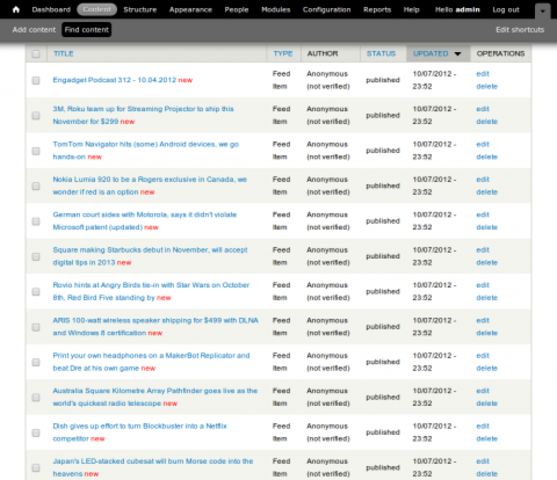 Dashboard Content Structure Appearance People Modules Configuration Reports Help Hello admin Log out
Add content Find content Edit shortcuts
TITLE TYPE AUTHOR STATUS UPDATED OPERATIONS
Engadget Podcast 312 - 10.04.2012 new Feed Anonymous published 10/07/2012 - edit
Item (not verified) 23:52 delete
3M, Roku team up for Streaming Projector to ship this Feed Anonymous published 10/07/2012 - edit
November for $299 new Item (not verified) 23:52 delete
TomTom Navigator hits (some) Android devices, we go Feed Anonymous published 10/07/2012 - edit
hands-on new Item (not verified) 23:52 delete
Nokia Lumia 920 to be a Rogers exclusive in Canada, we Feed Anonymous published 10/07/2012 - edit
wonder if red is an option new Item (not verified) 23:52 delete
German court sides with Motorola, says it didn't violate Feed Anonymous published 10/07/2012 - edit
Microsoft patent (updated) new Item (not verified) 23:52 delete
Square making Starbucks debut in November, will accept Feed Anonymous published 10/07/2012 - edit
digital tips in 2013 new Item (not verified) 23:52 delete
Rovio hints at Angry Birds tie-in with Star Wars on October Feed Anonymous published 10/07/2012 - edit
8th, Red Bird Five standing by new Item (not verified) 23:52 delete
ARIS 100-watt wireless speaker shipping for $499 with DLNA Feed Anonymous published 10/07/2012 - edit
and Windows 8 certification new Item (not verified) 23:52 delete
Print your own headphones on a MakerBot Replicator and Feed Anonymous published 10/07/2012 - edit
beat Dre at his own game new Item (not verified) 23:52 delete
Australia Square Kilometre Array Pathfinder goes live as the Feed Anonymous published 10/07/2012 - edit
world's quickest radio telescope new Item (not verified) 23:52 delete
Dish gives up effort to turn Blockbuster into a Netflix Feed Anonymous published 10/07/2012 - edit
competitor new Item (not verified) 23:52 delete
Japan's LED-stacked cubesat will burn Morse code into the Feed Anonymous published 10/07/2012 - edit
heavens new Item (not verified) 23:52 delete